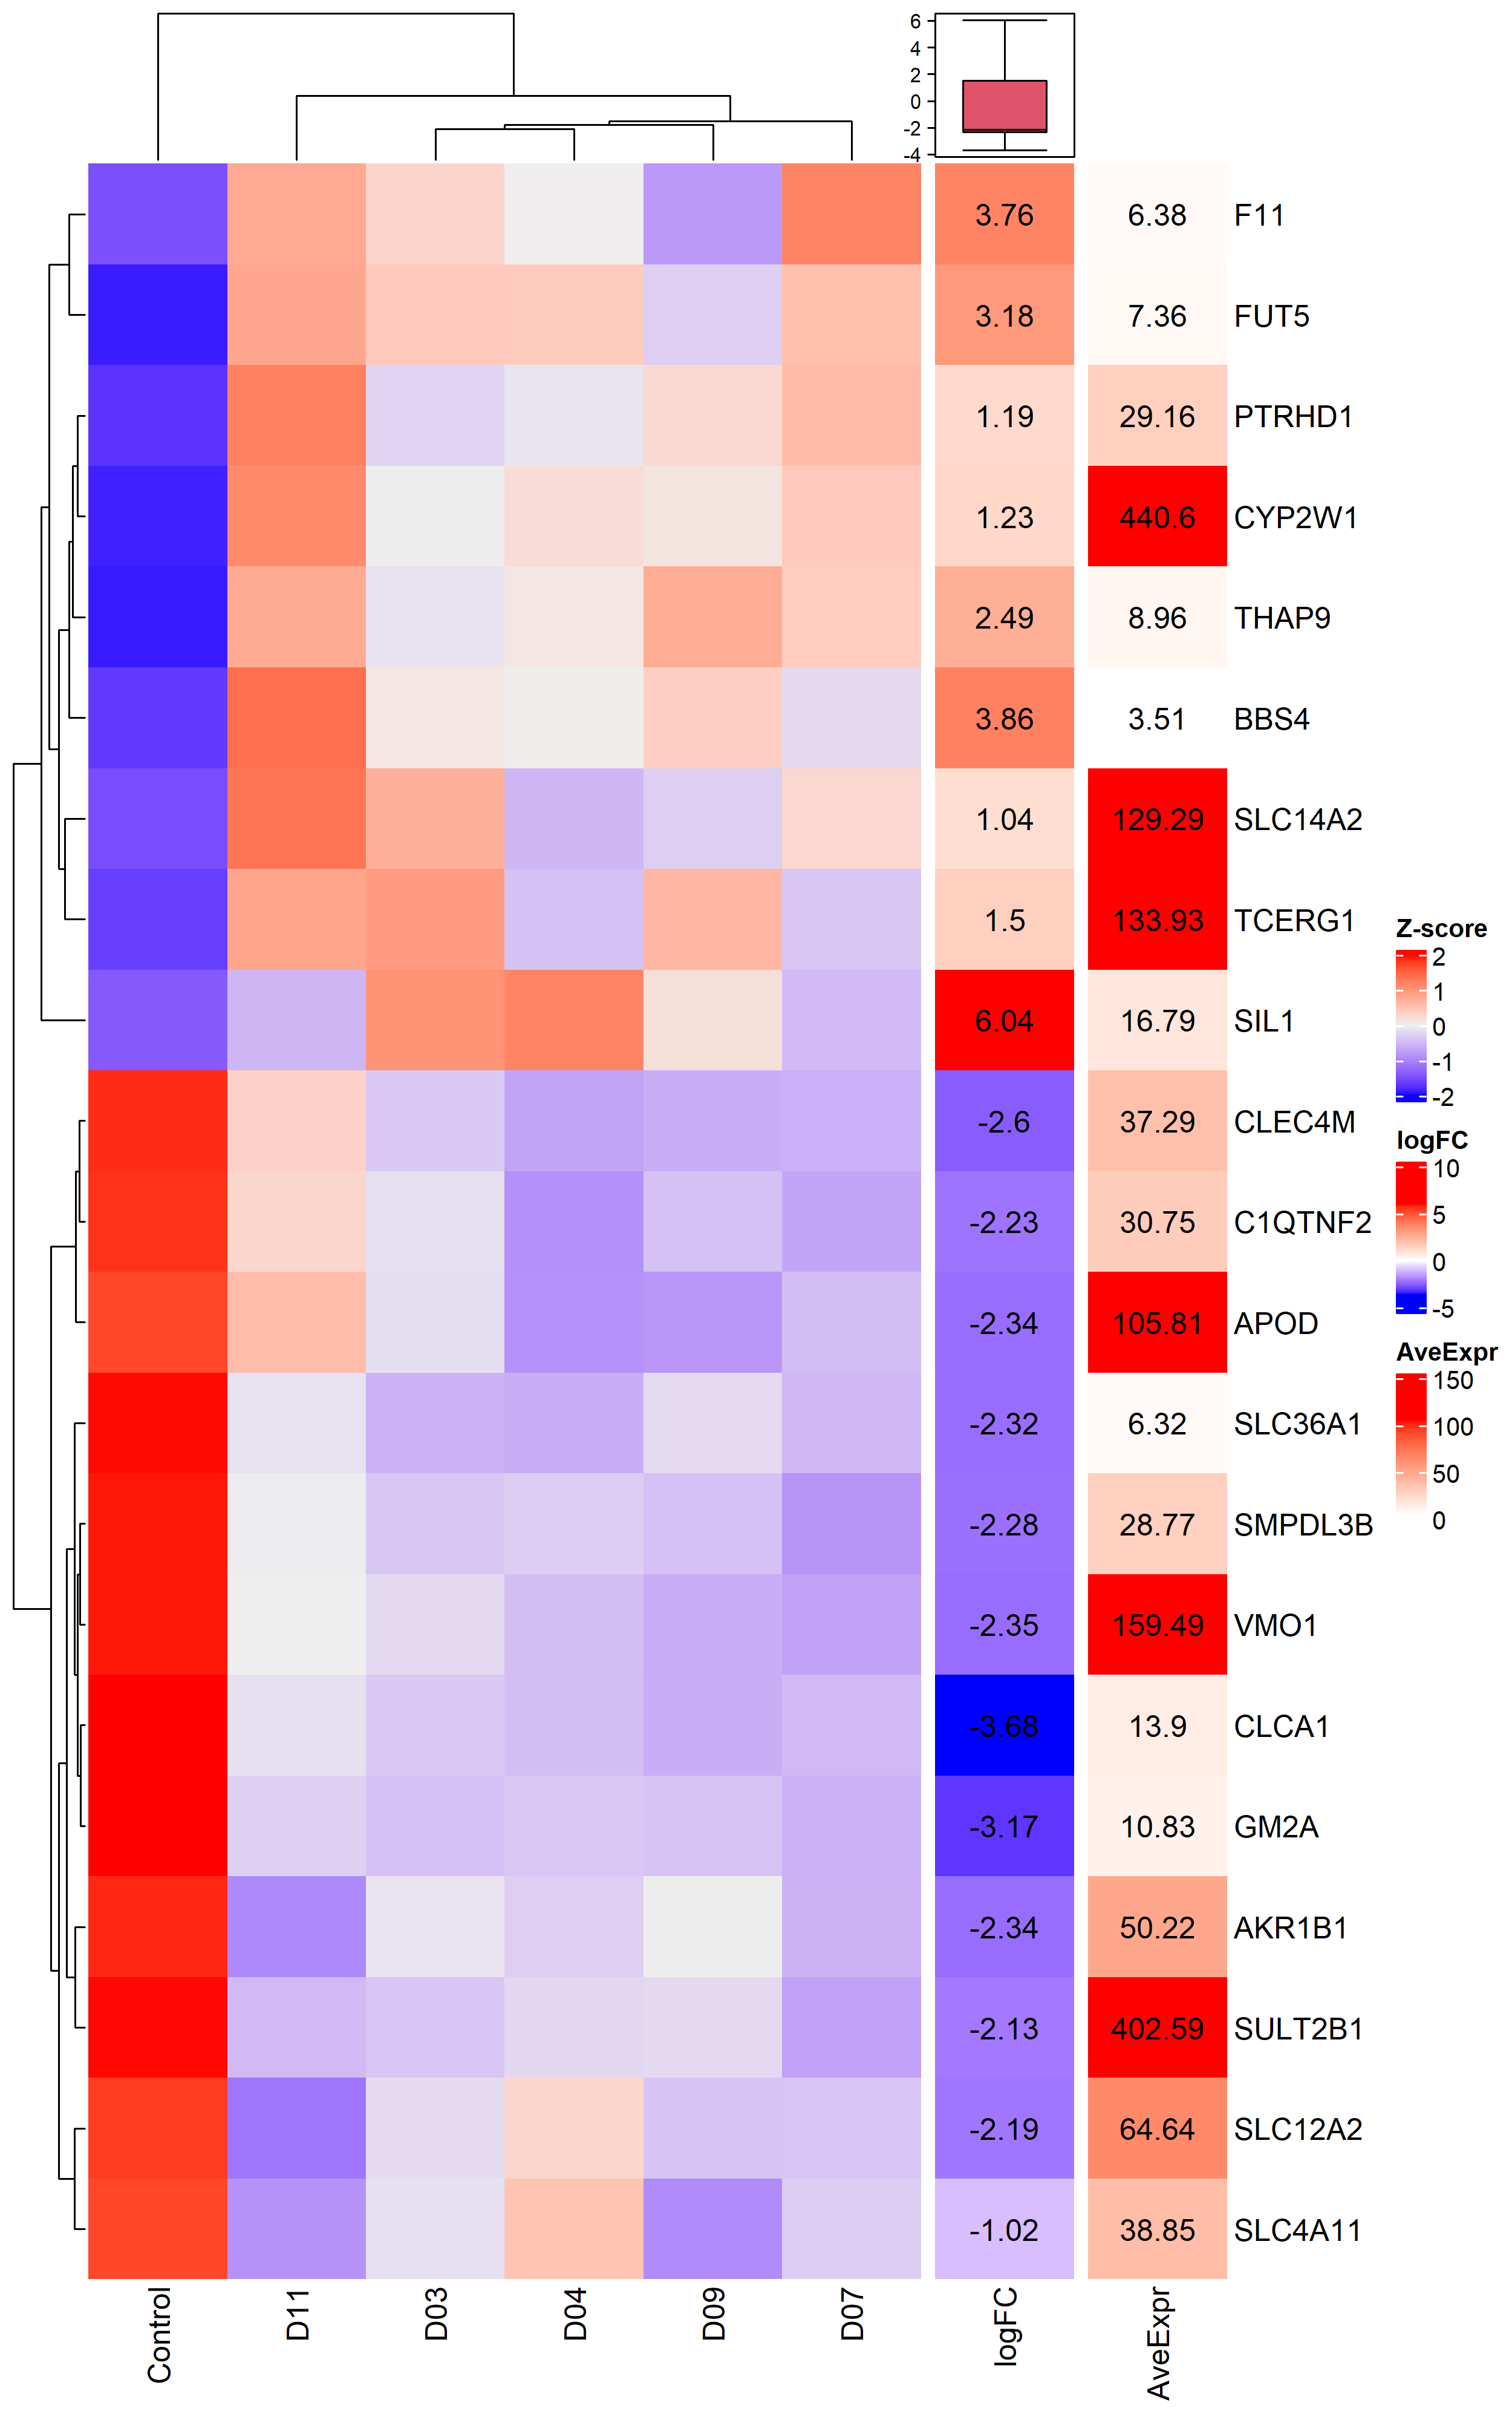 6
4
2
0
-2
-4
3.76 6.38 F11
3.18 7.36 FUT5
1.19 29.16 PTRHD1
1.23 440.6 CYP2W1
2.49 8.96 THAP9
3.86 3.51 BBS4
1.04 129.29 SLC14A2
1.5 133.93 TCERG1
6.04 16.79 SIL1
-2.6 37.29 CLEC4M
-2.23 30.75 C1QTNF2
-2.34 105.81 APOD
-2.32 6.32 SLC36A1
-2.28 28.77 SMPDL3B
-2.35 159.49 VMO1
-3.68 13.9 CLCA1
-3.17 10.83 GM2A
-2.34 50.22 AKR1B1
-2.13 402.59 SULT2B1
-2.19 64.64 SLC12A2
-1.02 38.85 SLC4A11
Control D11 D03 D04 D09 D07 logFC AveExpr
Z-score
2
1
0
-1
-2
logFC
10
5
0
-5
AveExpr
150
100
50
0